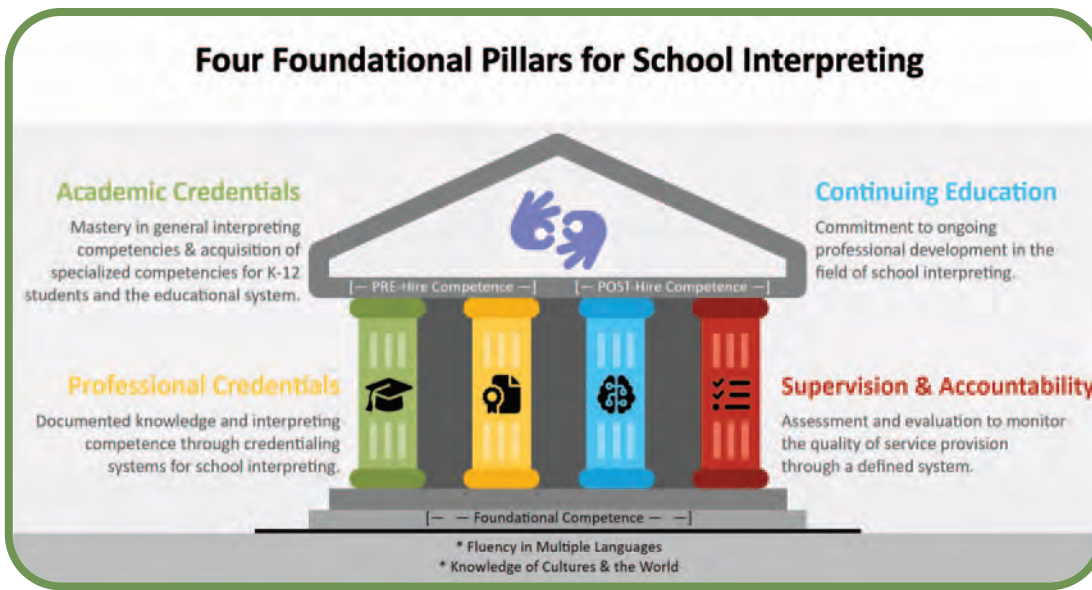 Four Foundational Pillars for School Interpreting
Academic Credentials
Mastery in general interpreting
competencies & acquisition of
specialized competencies for K-12
students and the educational system.
Professional Credentials
Documented knowledge and interpreting
competence through credentialing
systems for school interpreting.
[— PRE-Hire Competence —]
[— POST-Hire Competence —]
Continuing Education
Commitment to ongoing
professional development in the
field of school interpreting.
Supervision & Accountability
Assessment and evaluation to monitor
the quality of service provision
through a defined system.
[— — Foundational Competence — —]
* Fluency in Multiple Languages
* Knowledge of Cultures & the World